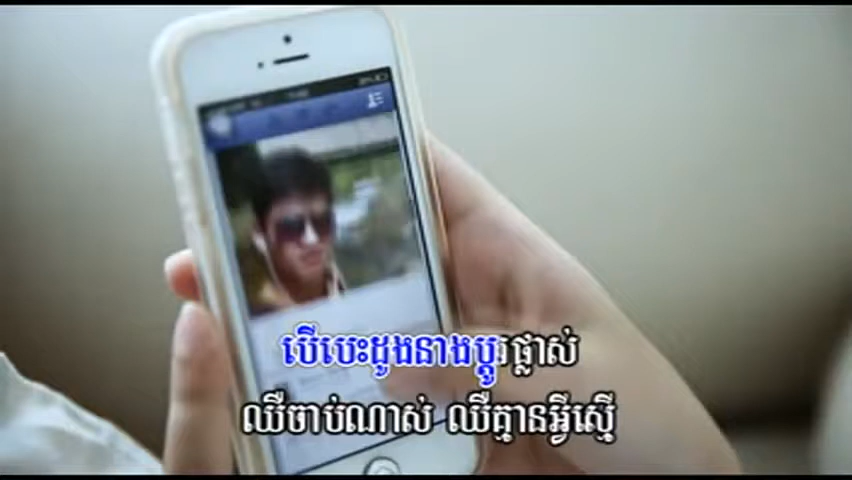 បើបេះដូងនាងប្ដូរផ្លាស់
ឈឺចាប់ណាស់ ឈឺគ្មានអ្វីស្មើ